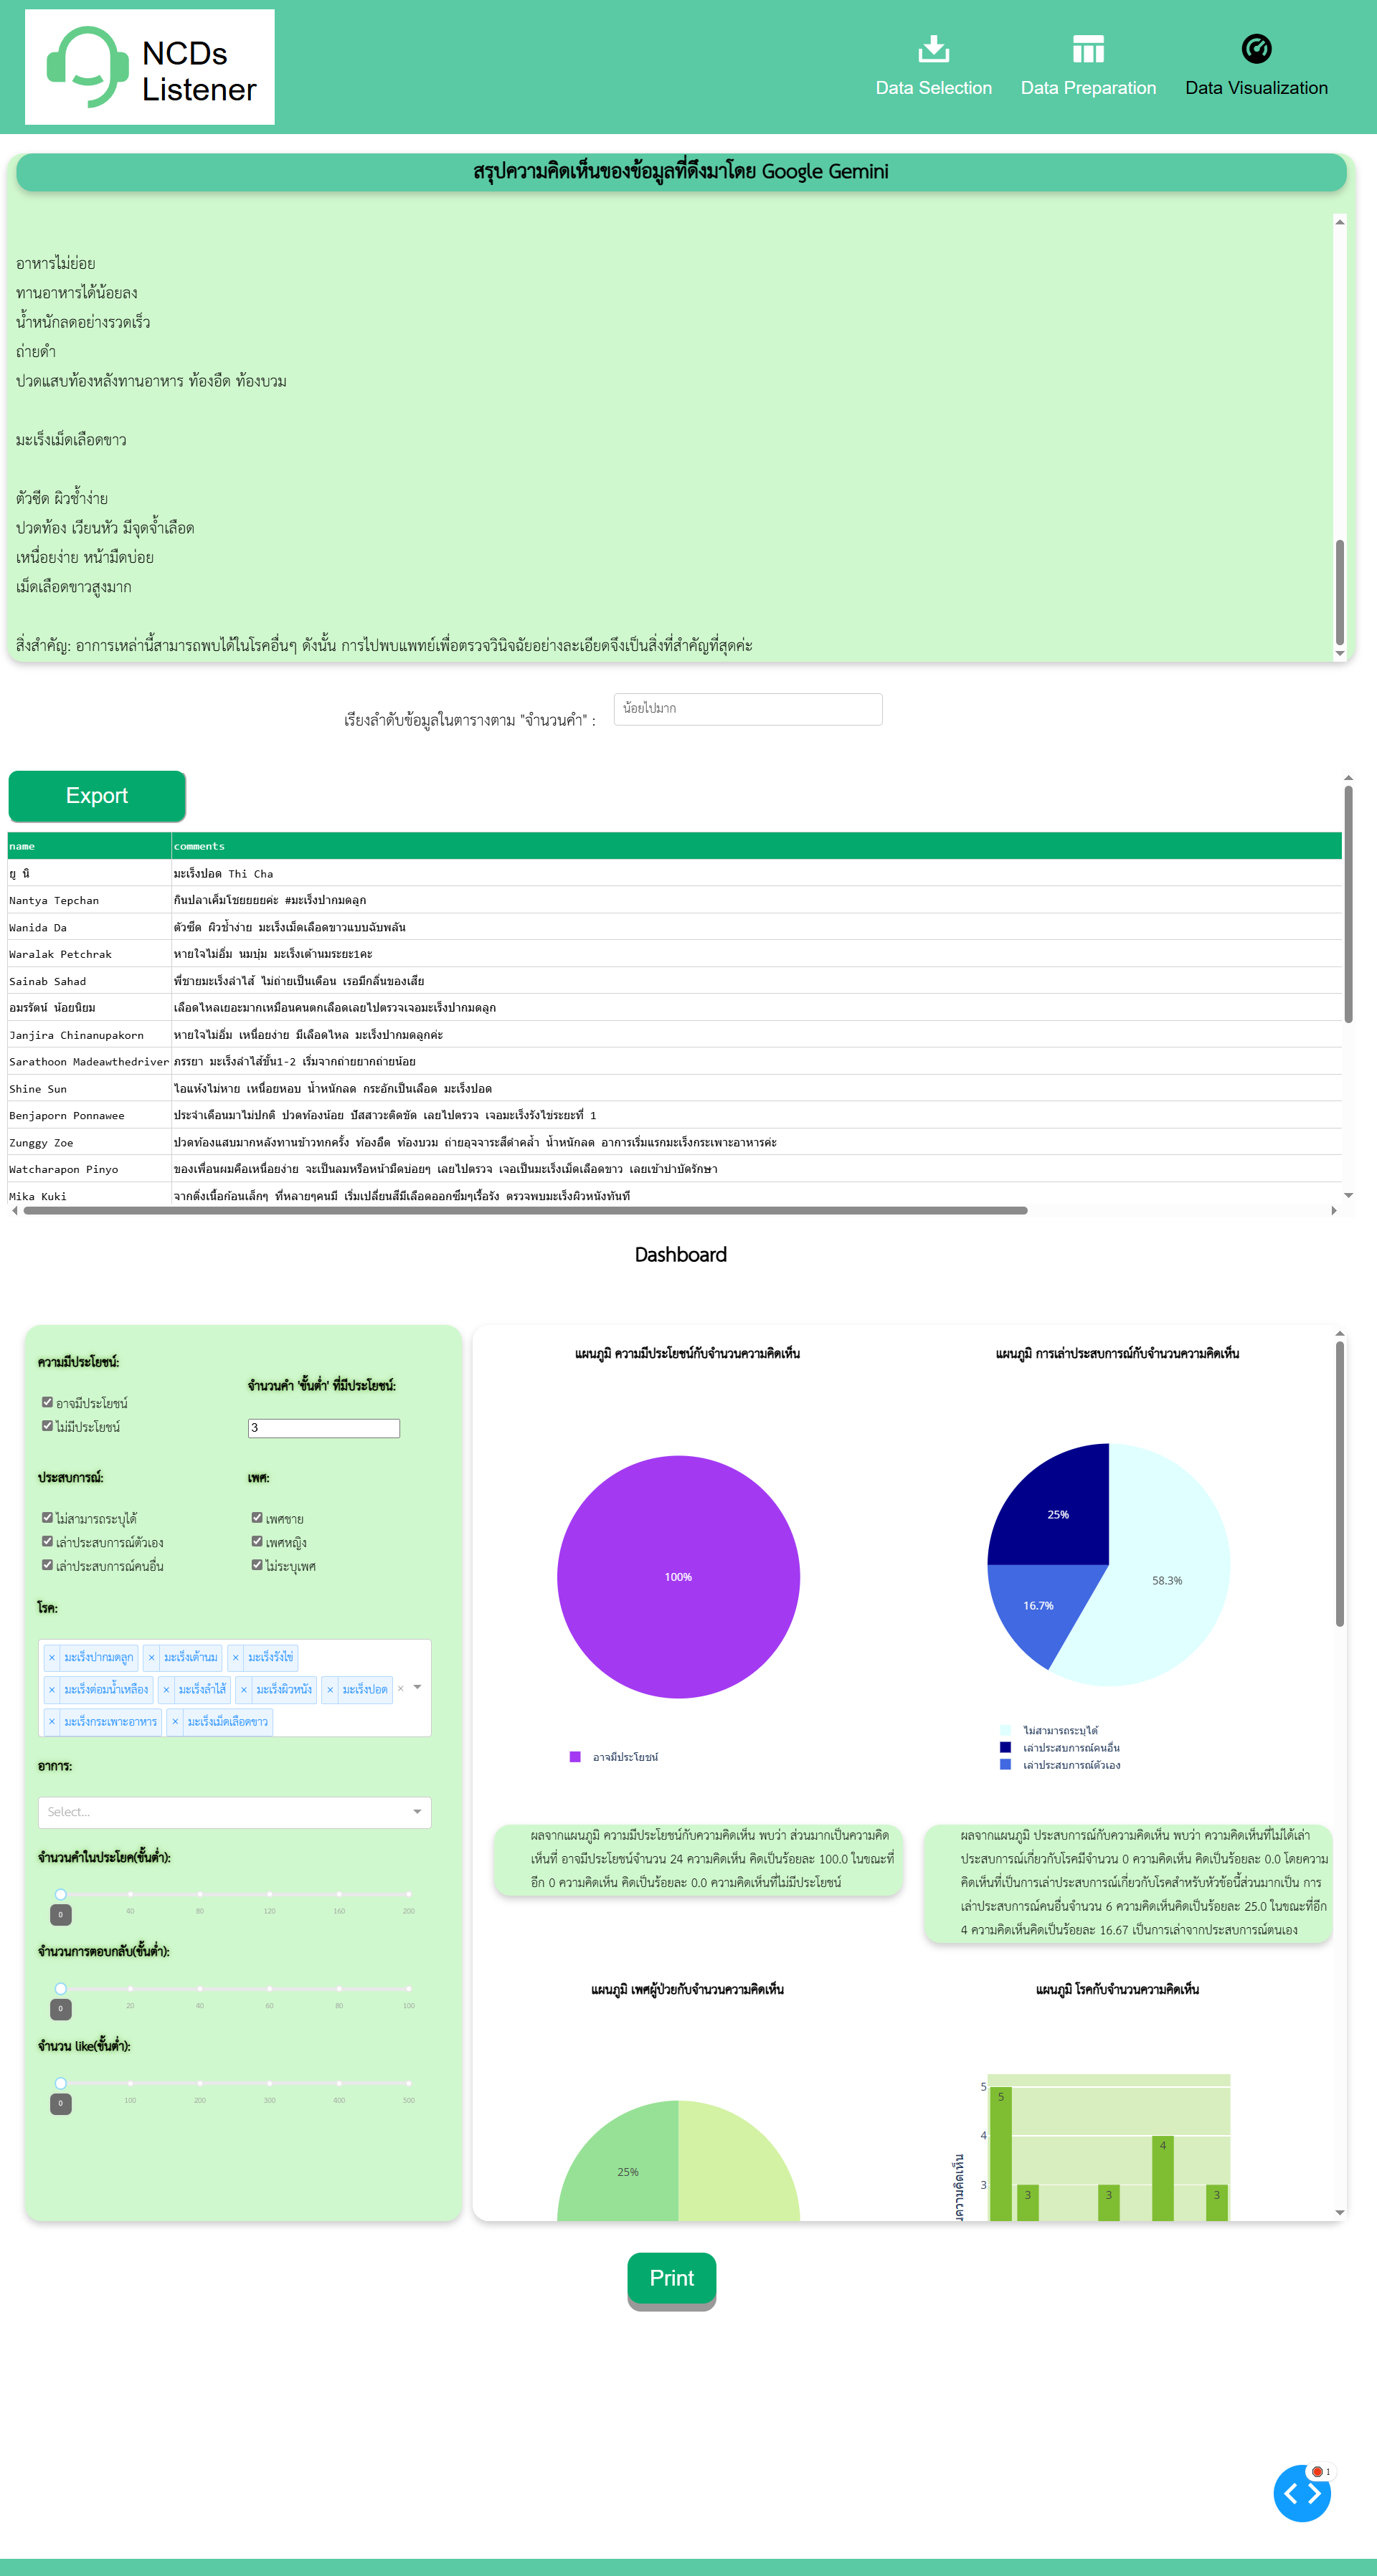 NCDs
Listener
Data Selection
Data Preparation
Data Visualization
สรุปความคิดเห็นของข้อมูลที่ดึงมาโดย Google Gemini
อาหารไม่ย่อย
ทานอาหารได้น้อยลง
น้ำหนักลดอย่างรวดเร็ว
ถ่ายดำ
ปวดแสบท้องหลังทานอาหาร ท้องอืด ท้องบวม
มะเร็งเม็ดเลือดขาว
ตัวซีด ผิวช้ำง่าย
ปวดท้อง เวียนหัว มีจุดจ้ำเลือด
เหนื่อยง่าย หน้ามืดบ่อย
เม็ดเลือดขาวสูงมาก
สิ่งสำคัญ: อาการเหล่านี้สามารถพบได้ในโรคอื่นๆ ดังนั้น การไปพบแพทย์เพื่อตรวจวินิจฉัยอย่างละเอียดจึงเป็นสิ่งที่สำคัญที่สุดค่ะ
เรียงลำดับข้อมูลในตารางตาม "จำนวนคำ" :
น้อยไปมาก
Export
name comments
ยู นิ มะเร็งปอด Thi Cha
Nantya Tepchan กินปลาเค็มโชยยยยค่ะ #มะเร็งปากมดลูก
Wanida Da ตัวซีด ผิวช้ำง่าย มะเร็งเม็ดเลือดขาวแบบฉับพลัน
Waralak Petchrak หายใจไม่อิ่ม นมบุ๋ม มะเร็งเต้านมระยะ1คะ
Sainab Sahad พี่ชายมะเร็งลำไส้ ไม่ถ่ายเป็นเดือน เรอมีกลิ่นของเสีย
อมรรัตน์ น้อยนิยม เลือดไหลเยอะมากเหมือนคนตกเลือดเลยไปตรวจเจอมะเร็งปากมดลูก
Janjira Chinanupakorn หายใจไม่อิ่ม เหนื่อยง่าย มีเลือดไหล มะเร็งปากมดลูกค่ะ
Sarathoon Madeawthedriver ภรรยา มะเร็งลำไส้ขั้น1-2 เริ่มจากถ่ายยากถ่ายน้อย
Shine Sun ไอแห้งไม่หาย เหนื่อยหอบ น้ำหนักลด กระอักเป็นเลือด มะเร็งปอด
Benjaporn Ponnawee ประจำเดือนมาไม่ปกติ ปวดท้องน้อย ปัสสาวะติดขัด เลยไปตรวจ เจอมะเร็งรังไข่ระยะที่ 1
Zunggy Zoe ปวดท้องแสบมากหลังทานข้าวทกครั้ง ท้องอืด ท้องบวม ถ่ายอุจจาระสีดำคล้ำ น้ำหนักลด อาการเริ่มแรกมะเร็งกระเพาะอาหารค่ะ
Watcharapon Pinyo ของเพื่อนผมคือเหนื่อยง่าย จะเป็นลมหรือหน้ามืดบ่อยๆ เลยไปตรวจ เจอเป็นมะเร็งเม็ดเลือดขาว เลยเข้าบำบัดรักษา
Mika Kuki จากติ่งเนื้อก้อนเล็กๆ ที่หลายๆคนมี เริ่มเปลี่ยนสีมีเลือดออกซึมๆเรื้อรัง ตรวจพบมะเร็งผิวหนังทันที
Dashboard
ความมีประโยชน์:
อาจมีประโยชน์
ไม่มีประโยชน์
จำนวนคำ 'ขั้นต่ำ' ที่มีประโยชน์:
3
ประสบการณ์:
ไม่สามารถระบุได้
เล่าประสบการณ์ตัวเอง
เล่าประสบการณ์คนอื่น
เพศ:
เพศชาย
เพศหญิง
ไม่ระบุเพศ
โรค:
× มะเร็งปากมดลูก × มะเร็งเต้านม × มะเร็งรังไข่
× มะเร็งต่อมน้ำเหลือง × มะเร็งลำไส้ × มะเร็งผิวหนัง × มะเร็งปอด ×
× มะเร็งกระเพาะอาหาร × มะเร็งเม็ดเลือดขาว
อาการ:
Select...
จำนวนคำในประโยค(ขั้นต่ำ):
0 40 80 120 160 200
จำนวนการตอบกลับ(ขั้นต่ำ):
0 20 40 60 80 100
จำนวน like(ขั้นต่ำ):
0 100 200 300 400 500
แผนภูมิ ความมีประโยชน์กับจำนวนความคิดเห็น
100%
อาจมีประโยชน์
ผลจากแผนภูมิ ความมีประโยชน์กับความคิดเห็น พบว่า ส่วนมากเป็นความคิด
เห็นที่ อาจมีประโยชน์จำนวน 24 ความคิดเห็น คิดเป็นร้อยละ 100.0 ในขณะที่
อีก 0 ความคิดเห็น คิดเป็นร้อยละ 0.0 ความคิดเห็นที่ไม่มีประโยชน์
แผนภูมิ การเล่าประสบการณ์กับจำนวนความคิดเห็น
25%
58.3%
16.7%
ไม่สามารถระบุได้
เล่าประสบการณ์คนอื่น
เล่าประสบการณ์ตัวเอง
ผลจากแผนภูมิ ประสบการณ์กับความคิดเห็น พบว่า ความคิดเห็นที่ไม่ได้เล่า
ประสบการณ์เกี่ยวกับโรคมีจำนวน 0 ความคิดเห็น คิดเป็นร้อยละ 0.0 โดยความ
คิดเห็นที่เป็นการเล่าประสบการณ์เกี่ยวกับโรคสำหรับหัวข้อนี้ส่วนมากเป็น การ
เล่าประสบการณ์คนอื่นจำนวน 6 ความคิดเห็นคิดเป็นร้อยละ 25.0 ในขณะที่อีก
4 ความคิดเห็นคิดเป็นร้อยละ 16.67 เป็นการเล่าจากประสบการณ์ตนเอง
แผนภูมิ เพศผู้ป่วยกับจำนวนความคิดเห็น
25%
แผนภูมิ โรคกับจำนวนความคิดเห็น
5
4
3
5 3 3 4 3
นความคิดเห็น
Print
1